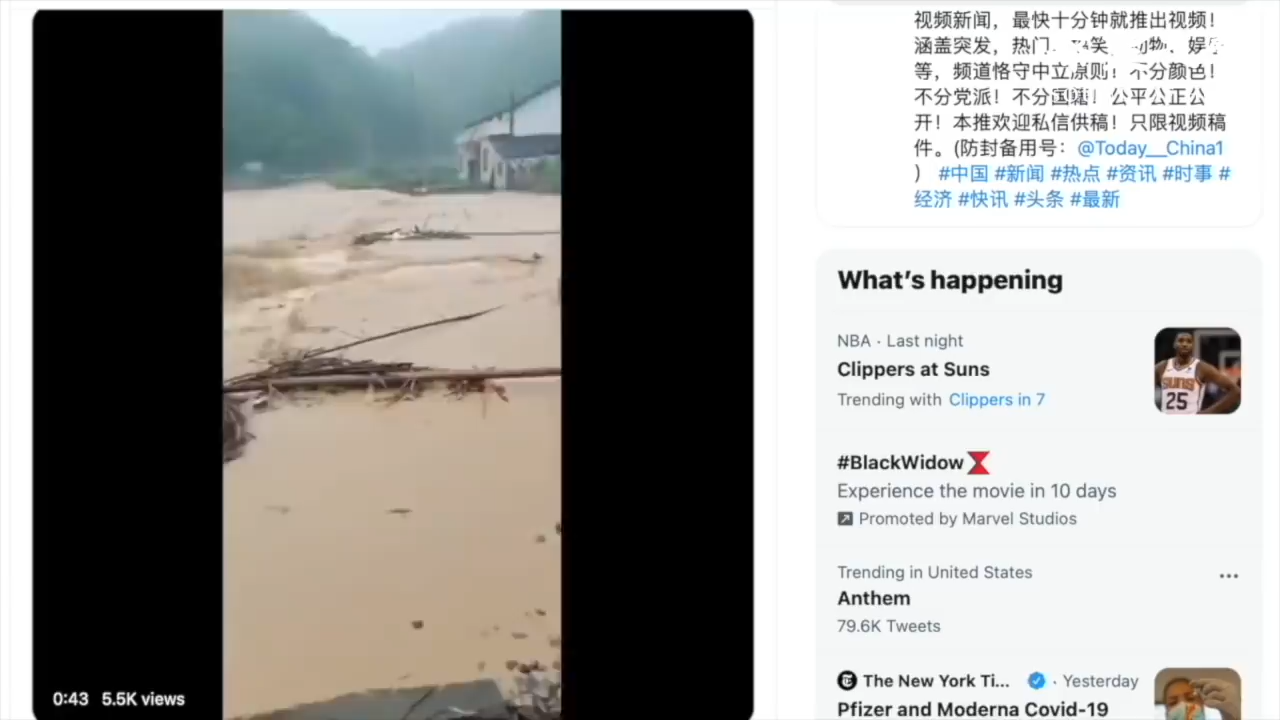 视频新闻，最快十分钟就推出视频！
涵盖突发，热门
等，频道恪守中立原则！不分颜色！
不分党派！不分国籍！公平公正公
开！本推欢迎私信供稿！只限视频稿
件。(防封备用号：@Today__China1
) #中国 #新闻 #热点 #资讯 #时事 #
经济 #快讯 #头条 #最新
What's happening
NBA · Last night
Clippers at Suns
Trending with Clippers in 7
SUNS
25
#BlackWidow
Experience the movie in 10 days
Promoted by Marvel Studios
Trending in United States
Anthem
79.6K Tweets
The New York Ti... · Yesterday
Pfizer and Moderna Covid-19
0:43 5.5K views